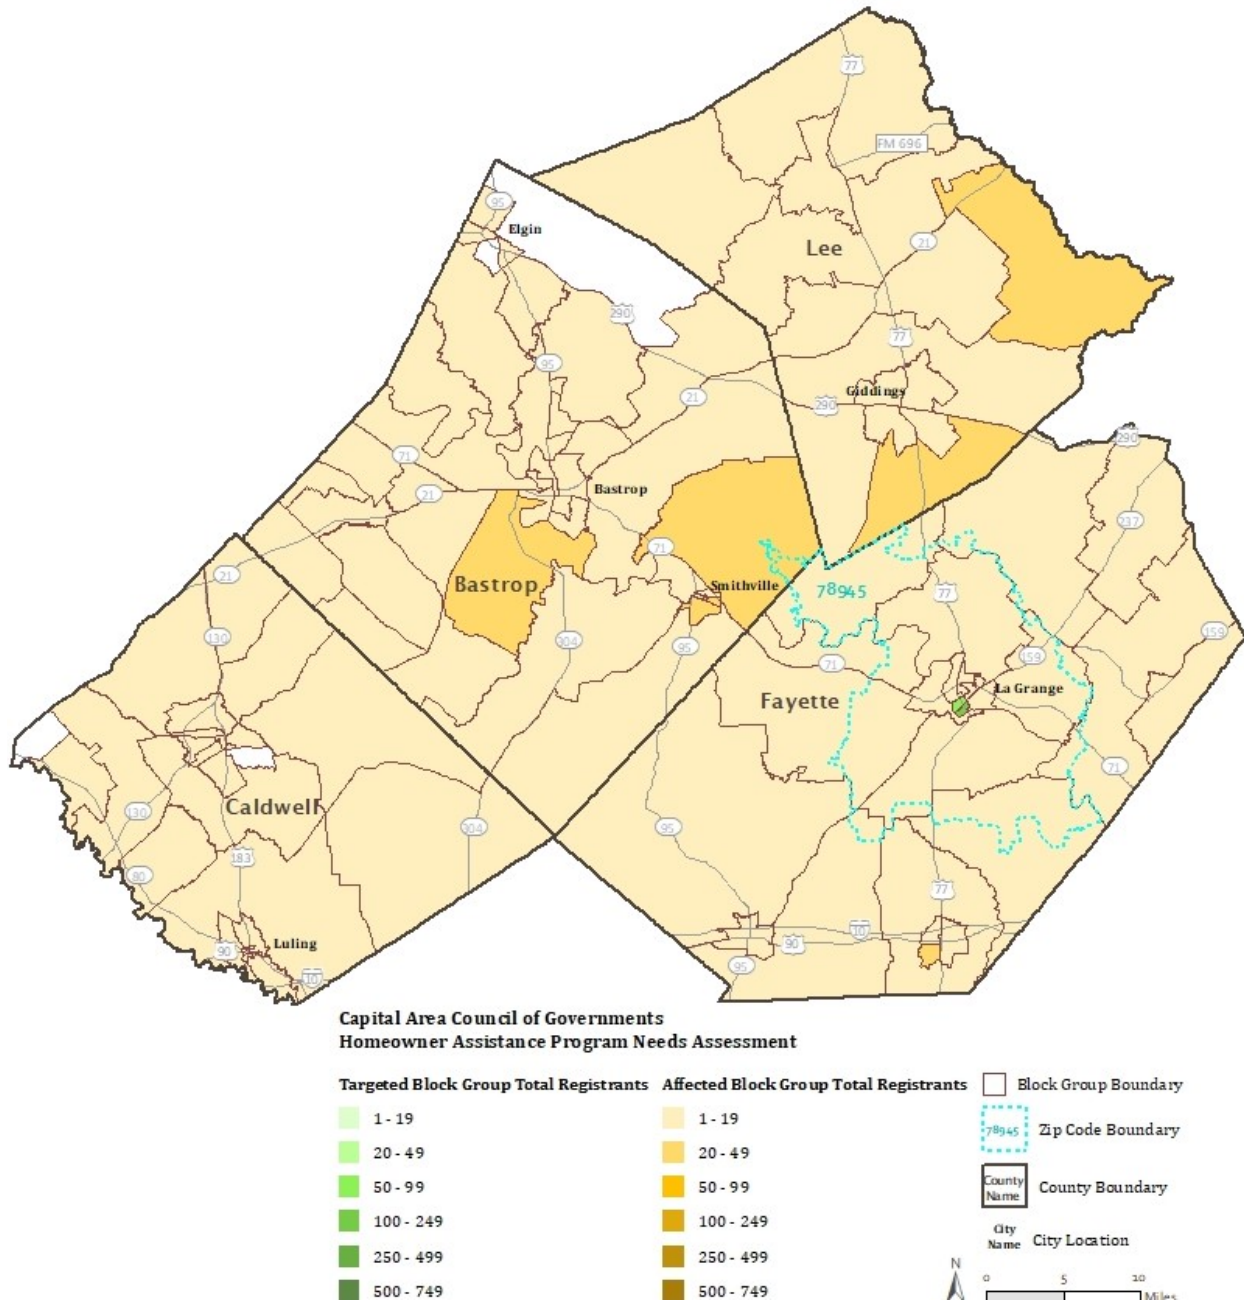 77
FM 696
95
Elgin
Lee
21
290
77
95
Giddings
21
290
290
71
21
Bastrop
237
71
21
Bastrop
Smithville
78945
77
130
304
95
71
159
159
La Grange
Fayette
71
Caldwell
130
304
95
183
80
77
Luling
90
10
90
95
10
Capital Area Council of Governments
Homeowner Assistance Program Needs Assessment
Targeted Block Group Total Registrants Affected Block Group Total Registrants
Block Group Boundary
1 - 19 1 - 19
78945 Zip Code Boundary
20 - 49 20 - 49
50 - 99 50 - 99
County Name County Boundary
100 - 249 100 - 249
City Name City Location
250 - 499 250 - 499
N
0 5 10
500 - 749 500 - 749
Miles